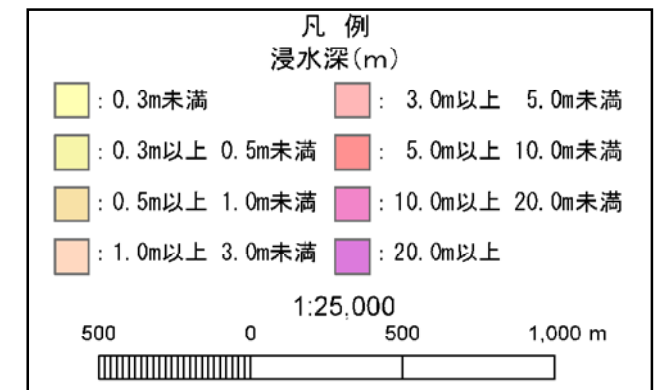 凡 例
浸水深(m)
: 0.3m未満
: 3.0m以上 5.0m未満
: 0.3m以上 0.5m未満
: 5.0m以上 10.0m未満
: 0.5m以上 1.0m未満
: 10.0m以上 20.0m未満
: 1.0m以上 3.0m未満
: 20.0m以上
1:25,000
500 0 500 1,000 m